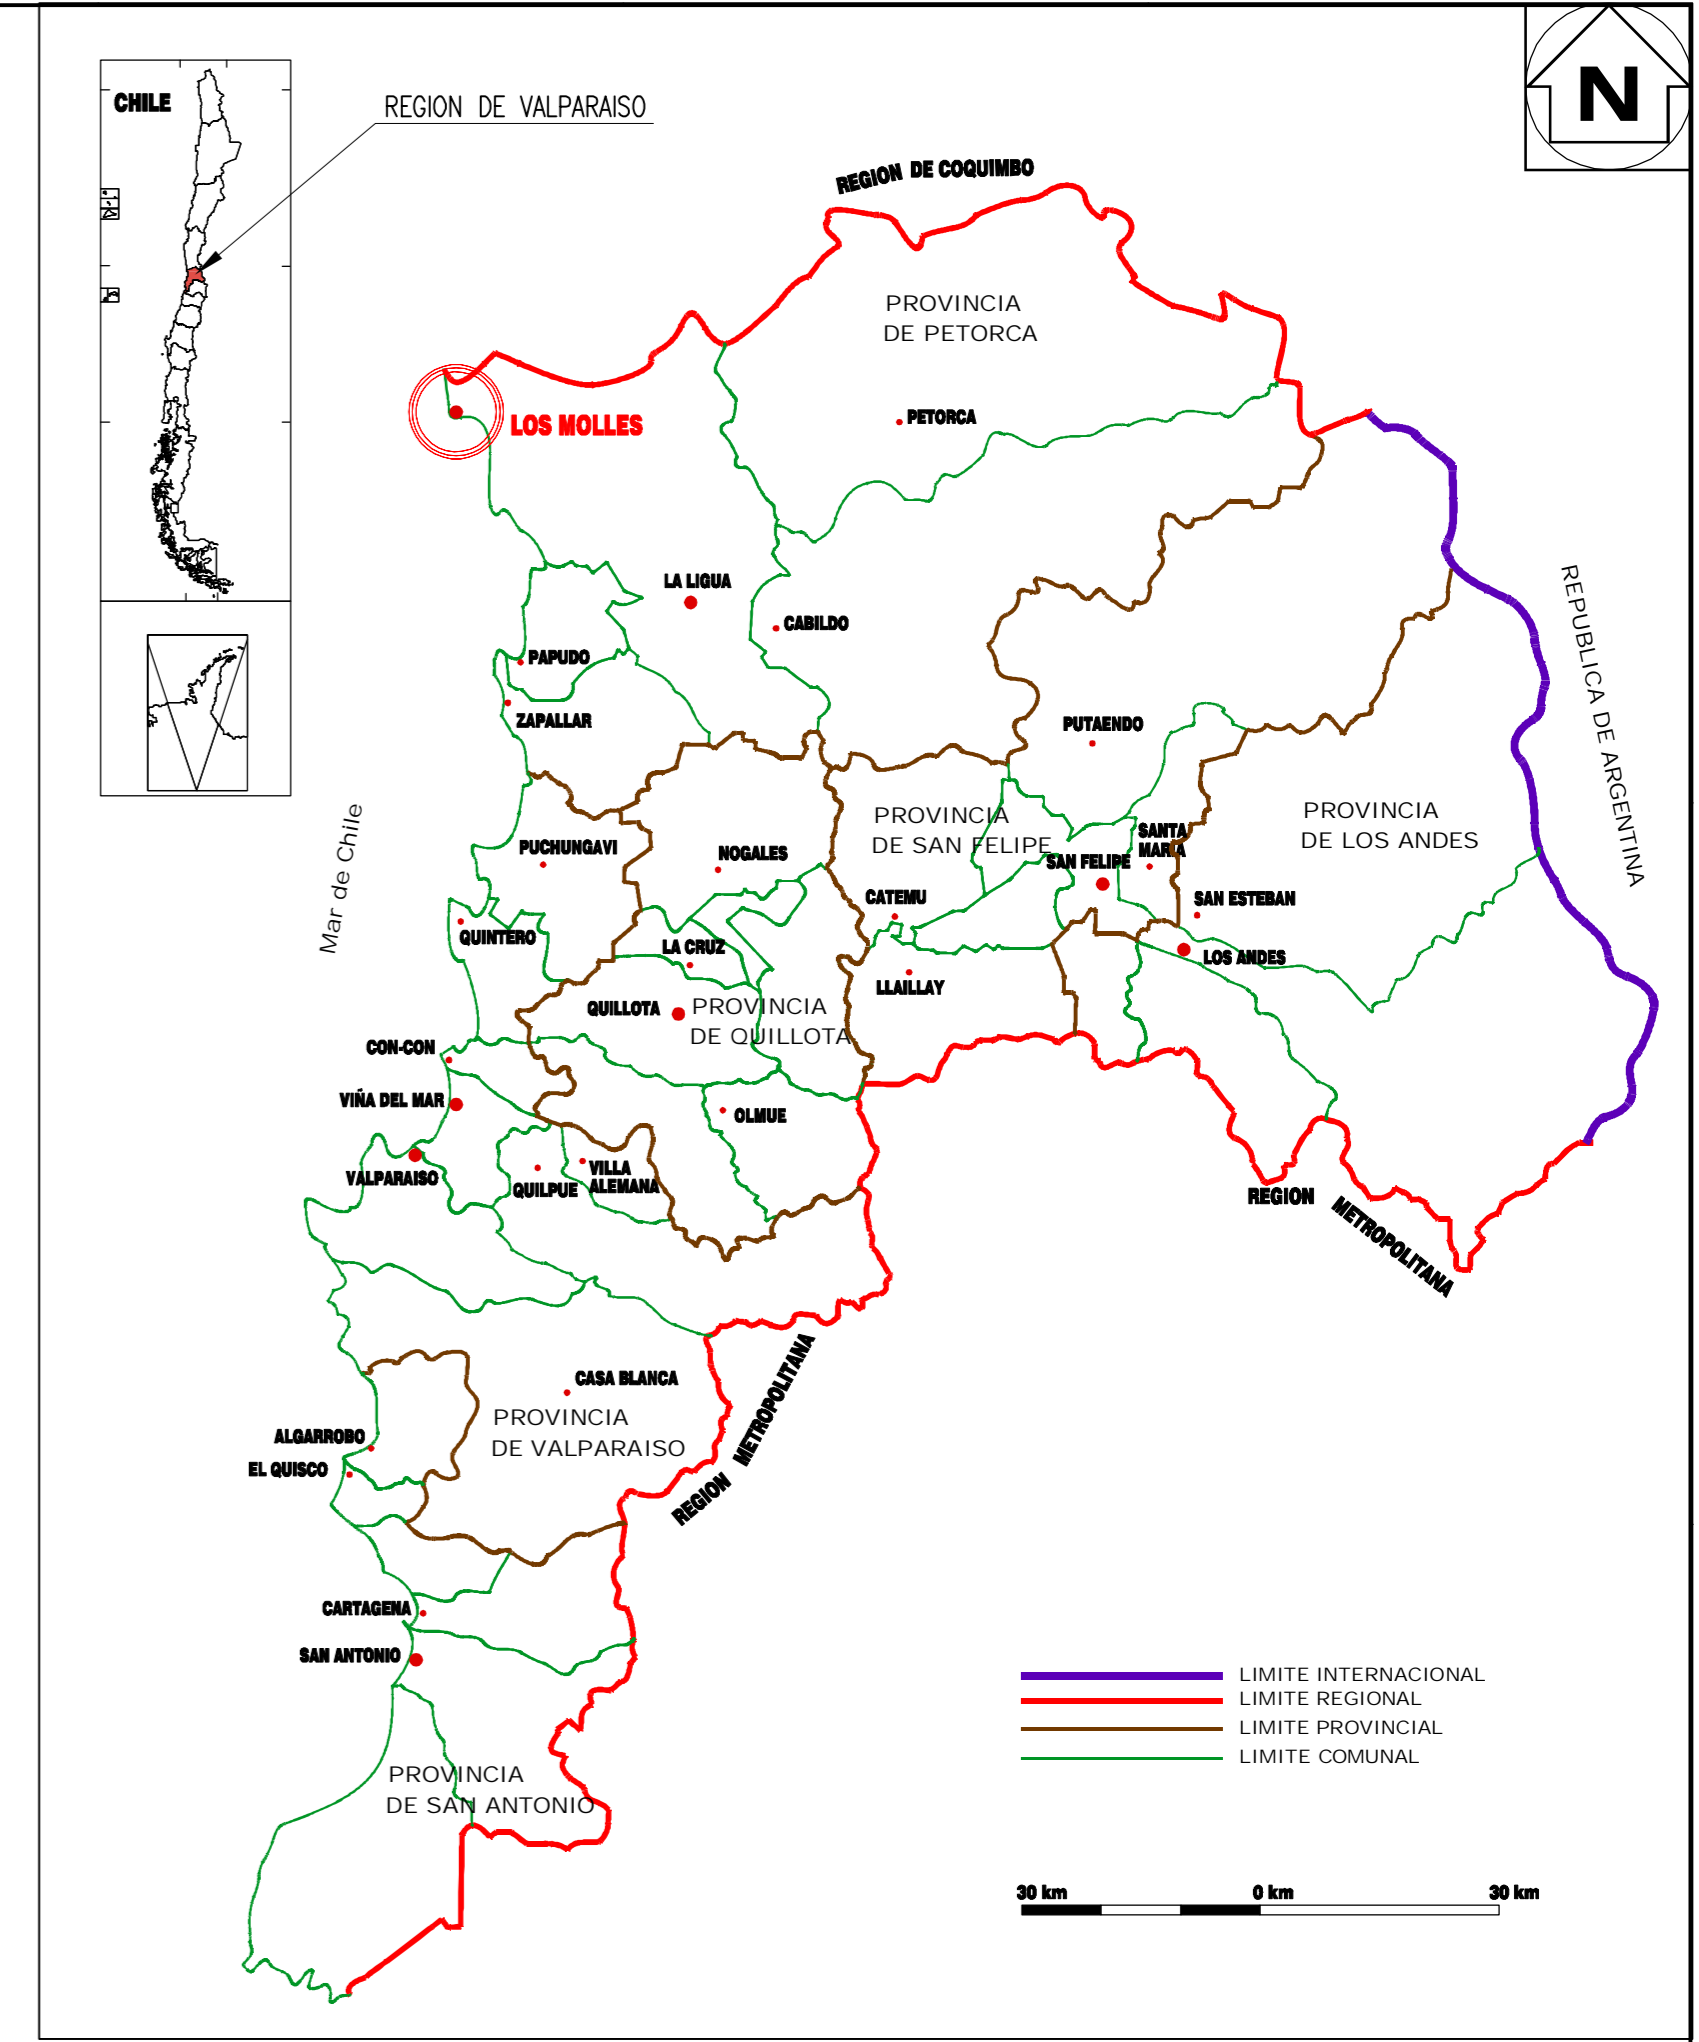 CHILE
REGION DE VALPARAISO
N
REGION DE COQUIMBO
PROVINCIA
DE PETORCA
PETORCA
LOS MOLLES
LA LIGUA
CABILDO
PAPUDO
ZAPALLAR
PUTAENDO
REPUBLICA DE ARGENTINA
Mar de Chile
PROVINCIA
DE SAN FELIPE
PROVINCIA
DE LOS ANDES
PUCHUNGAVI
NOGALES
SANTA
MARIA
SAN FELIPE
CATEMU
SAN ESTEBAN
QUINTERO
LA CRUZ
LOS ANDES
LLAILLAY
QUILLOTA
PROVINCIA
DE QUILLOTA
CON-CON
VIÑA DEL MAR
OLMUE
VALPARAISO
QUILPUE
VILLA
ALEMANA
REGION METROPOLITANA
CASA BLANCA
PROVINCIA
DE VALPARAISO
REGION METROPOLITANA
ALGARROBO
EL QUISCO
CARTAGENA
SAN ANTONIO
PROVINCIA
DE SAN ANTONIO
LIMITE INTERNACIONAL
LIMITE REGIONAL
LIMITE PROVINCIAL
LIMITE COMUNAL
30 km 0 km 30 km